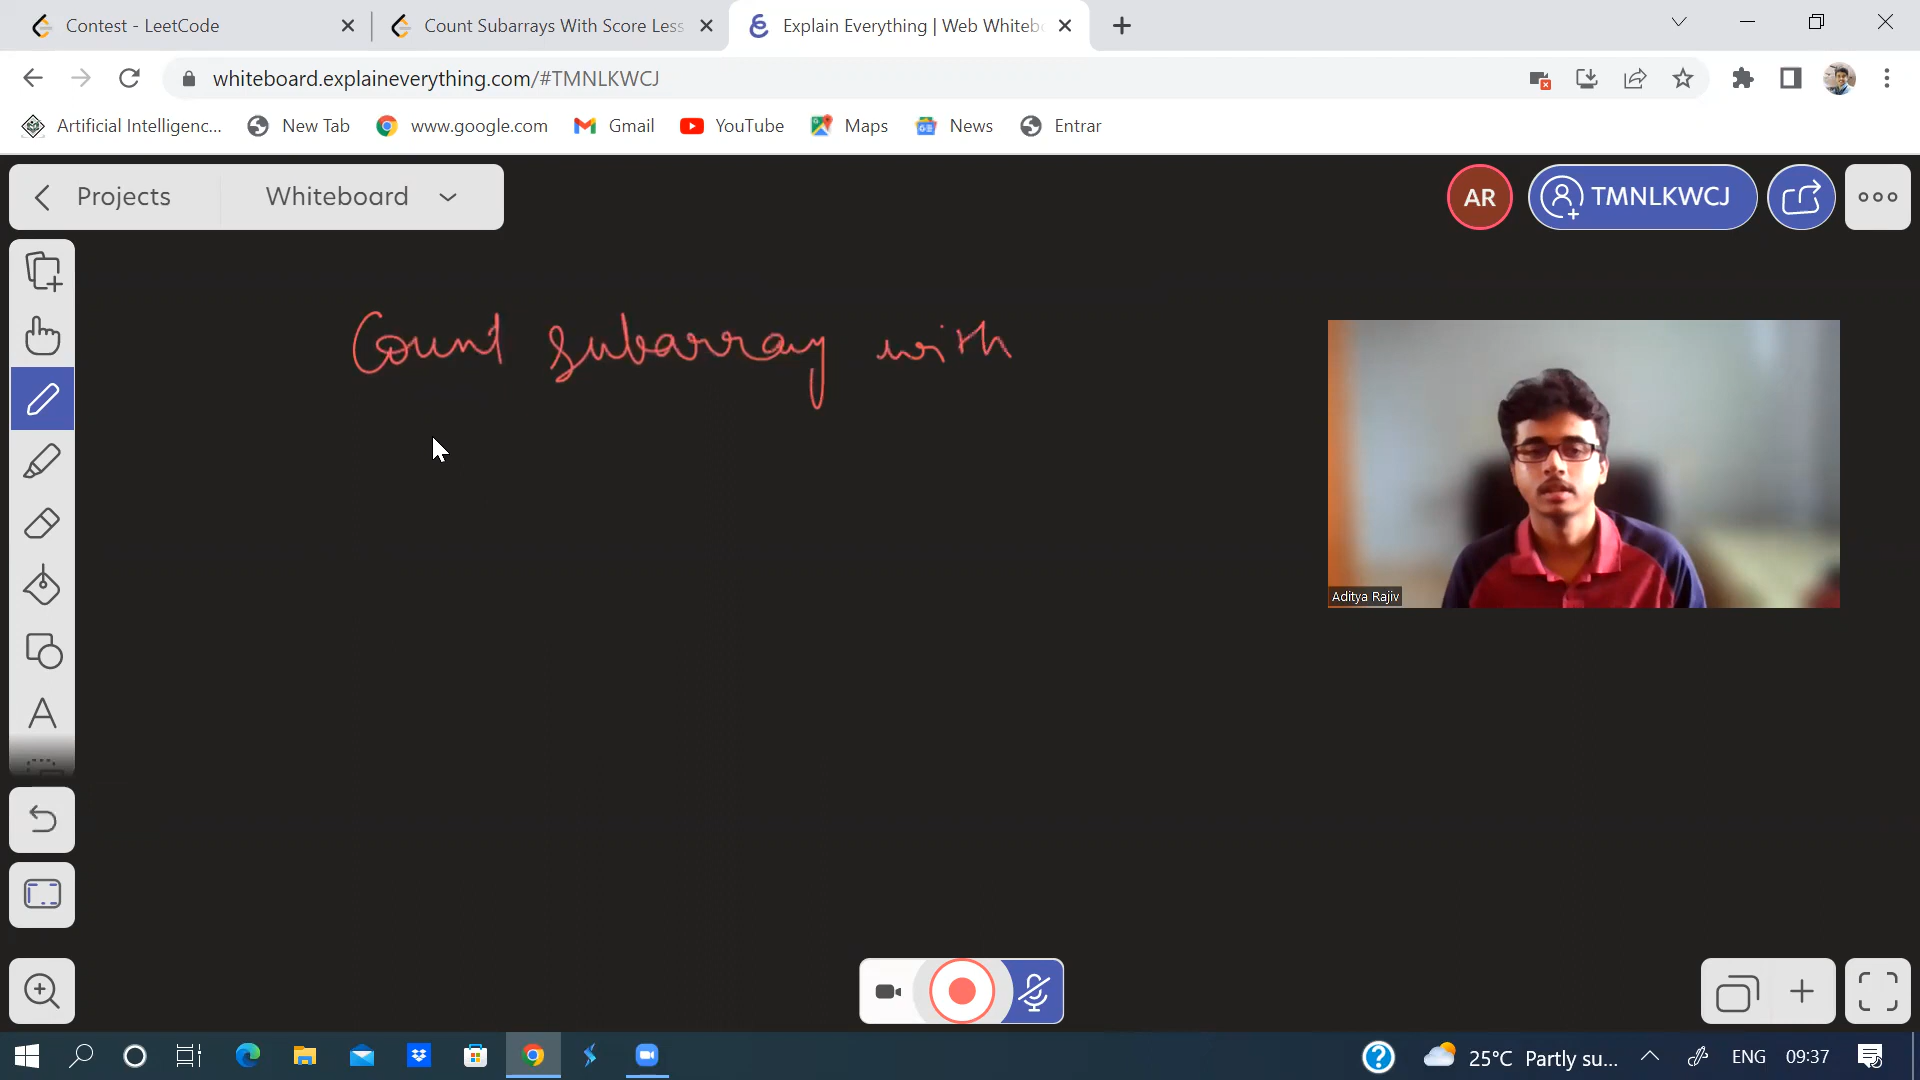 Contest - LeetCode
Count Subarrays With Score Less
Explain Everything | Web Whiteb
whiteboard.explaineverything.com/#TMNLKWCJ
Artificial Intelligenc... New Tab www.google.com Gmail YouTube Maps News Entrar
Projects Whiteboard AR TMNLKWCJ
Count subarray with
A
Aditya Rajiv
25°C Partly su... ENG 09:37